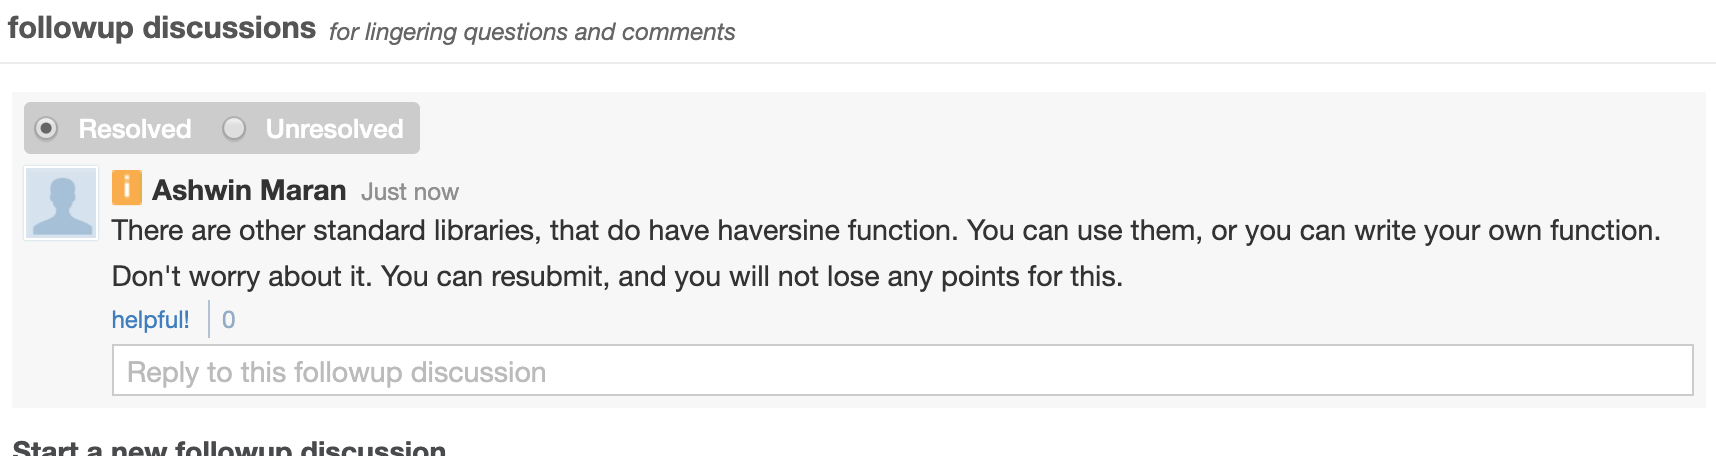 followup discussions for lingering questions and comments
Resolved Unresolved
i Ashwin Maran Just now
There are other standard libraries, that do have haversine function. You can use them, or you can write your own function.
Don't worry about it. You can resubmit, and you will not lose any points for this.
helpful! 0
Reply to this followup discussion
Start a new followup discussion